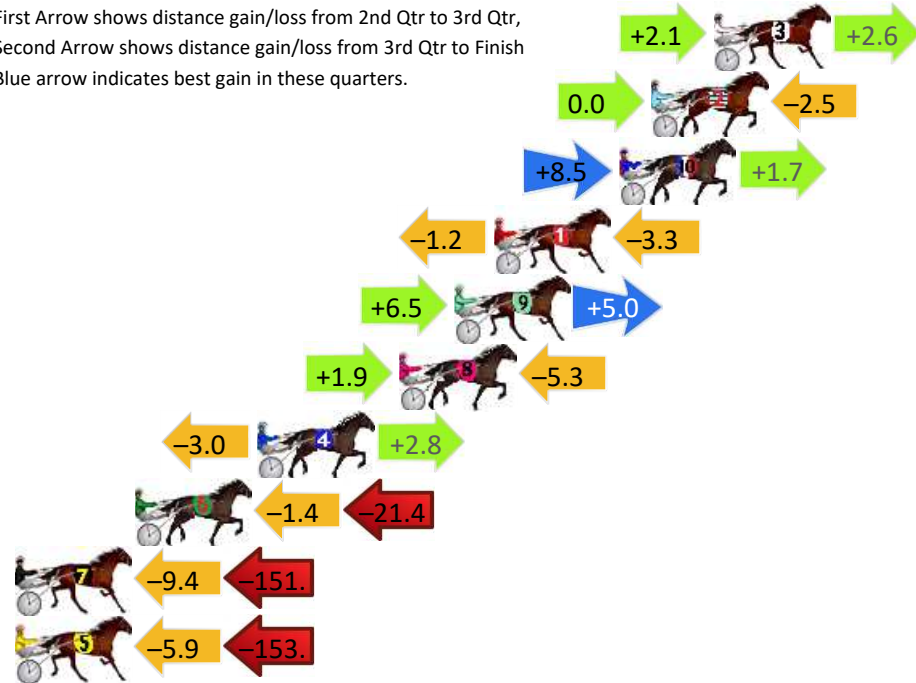 First Arrow shows distance gain/loss from 2nd Qtr to 3rd Qtr,
Second Arrow shows distance gain/loss from 3rd Qtr to Finish
Blue arrow indicates best gain in these quarters.
+2.1 3 +2.6
0.0 2 –2.5
+8.5 10 +1.7
–1.2 1 –3.3
+6.5 9 +5.0
+1.9 8 –5.3
–3.0 4 +2.8
–1.4 –21.4
7 –9.4 –151.
5 –5.9 –153.